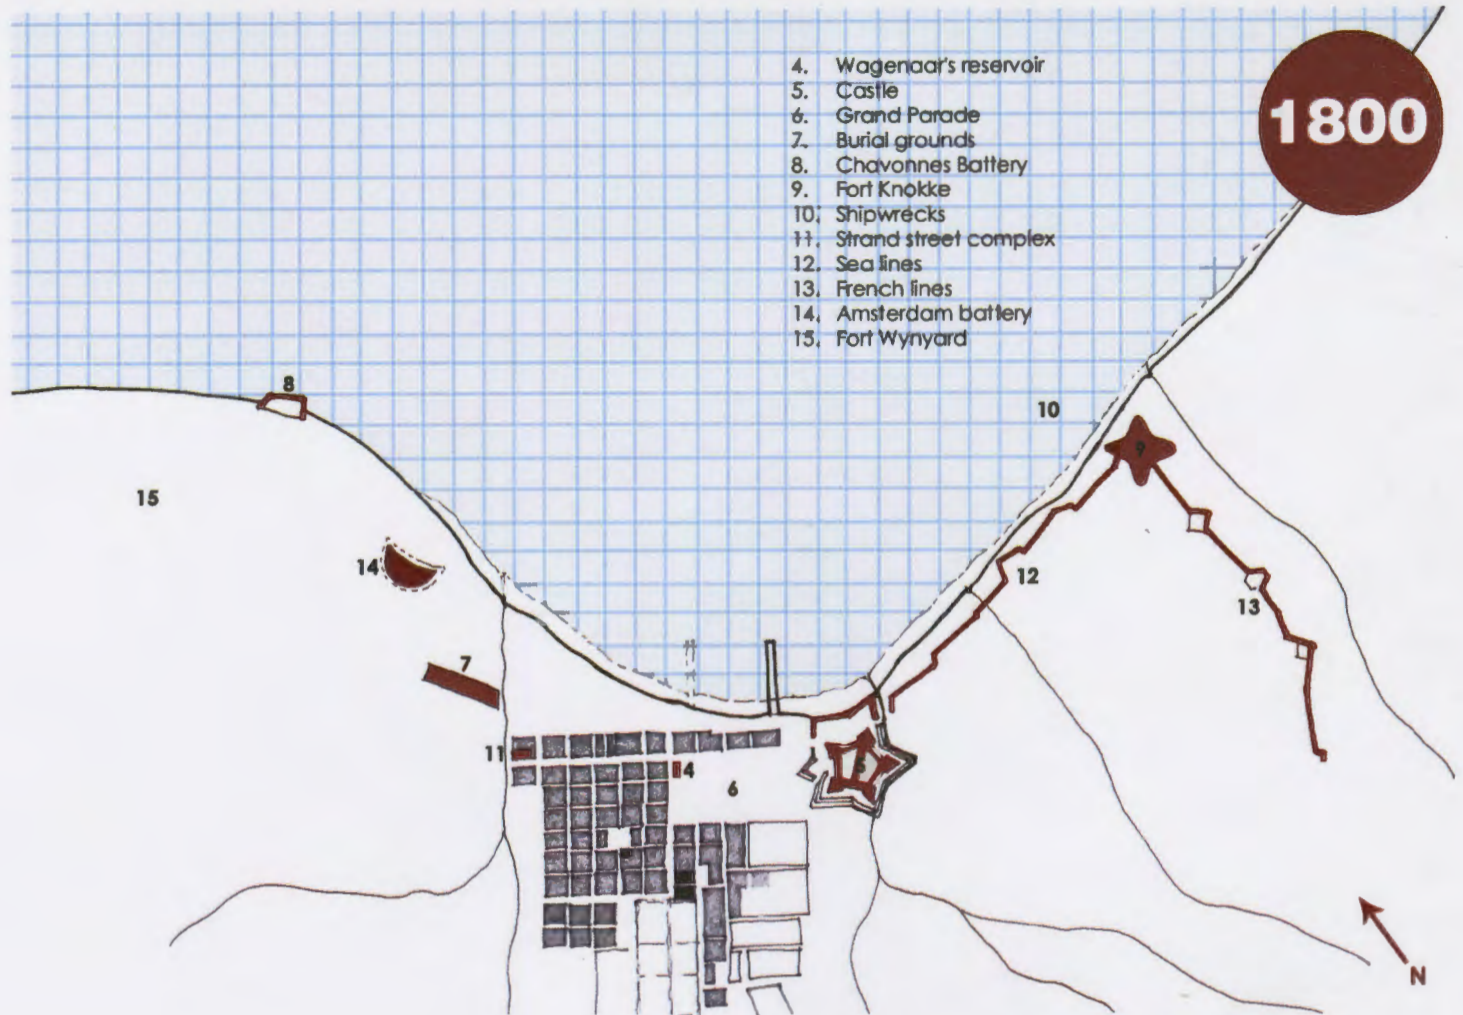 4. Wagenaar's reservoir
5. Castle
6. Grand Parade
7. Burial grounds
8. Chavonnes Battery
9. Fort Knokke
10. Shipwrecks
11. Strand street complex
12. Sea lines
13. French lines
14. Amsterdam battery
15. Fort Wynyard
1800
8
10
9
15
14
12
13
7
11
4
5
6
N